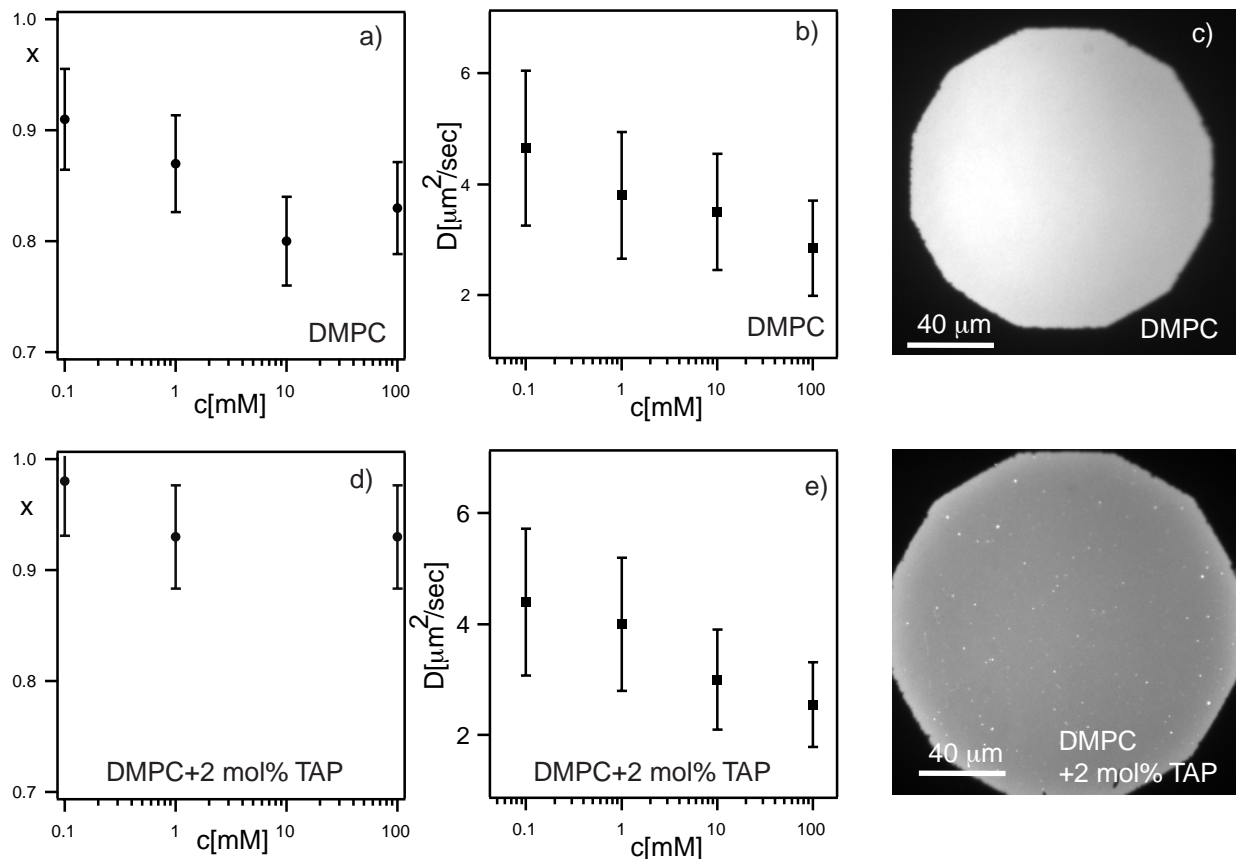 1.0
x
0.9
0.8
0.7
a)
DMPC
0.1 1 10 100
c[mM]
6
4
2
D[μm²/sec]
b)
DMPC
0.1 1 10 100
c[mM]
c)
40 μm
DMPC
1.0
x
0.9
0.8
0.7
d)
DMPC+2 mol% TAP
0.1 1 10 100
c[mM]
6
4
2
D[μm²/sec]
e)
DMPC+2 mol% TAP
0.1 1 10 100
c[mM]
40 μm
DMPC
+2 mol% TAP